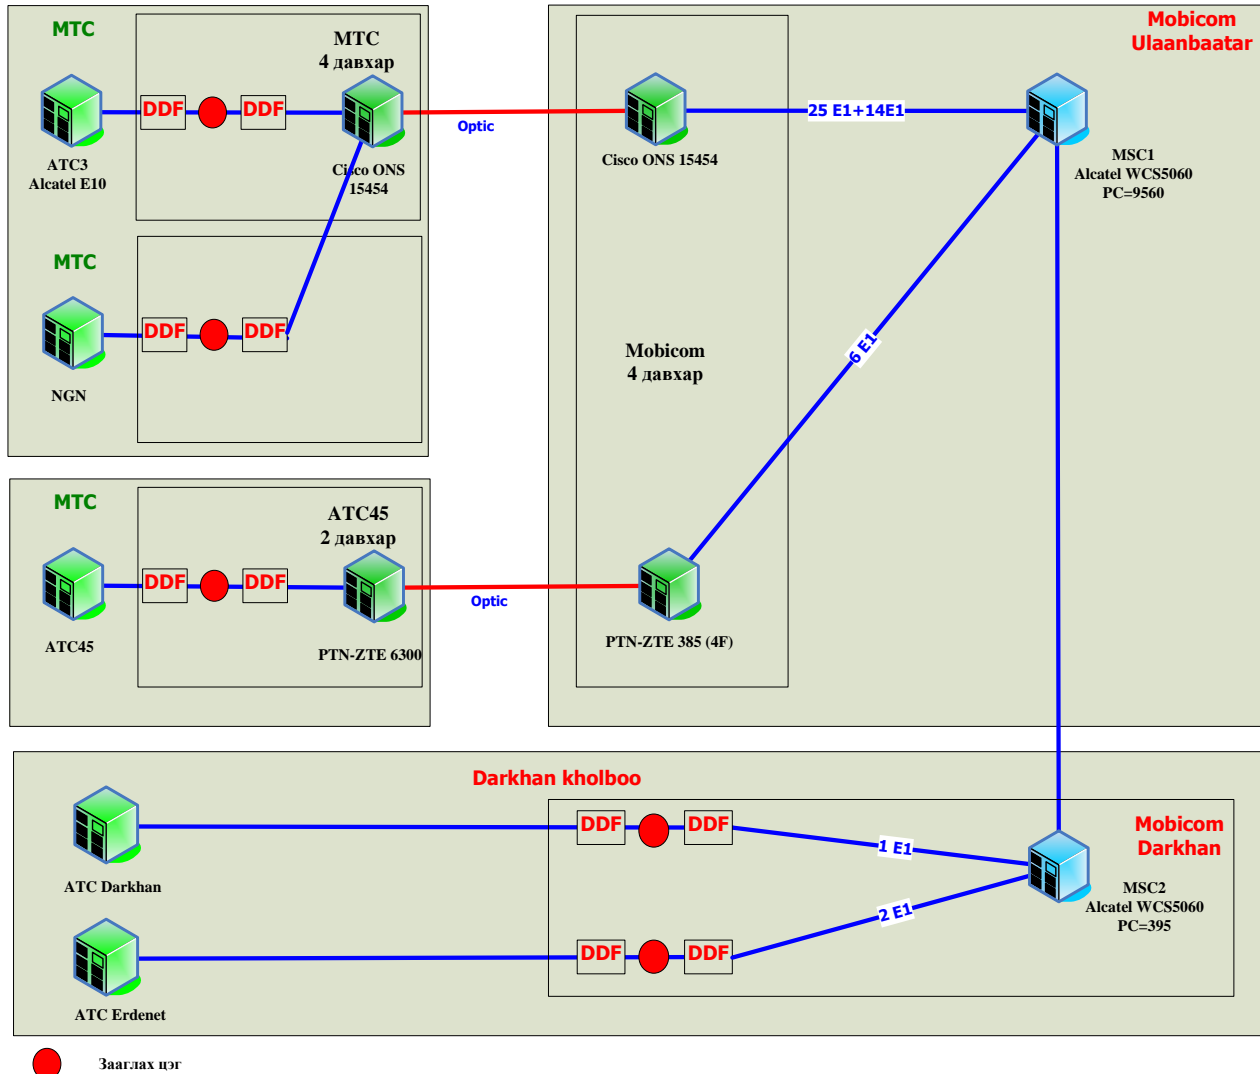 MTC
MTC
4 давхар
DDF
DDF
ATC3
Alcatel E10
Cisco ONS
15454
Optic
MTC
DDF
DDF
NGN
Mobicom
Ulaanbaatar
Cisco ONS 15454
25 E1+14E1
MSC1
Alcatel WCS5060
PC=9560
Mobicom
4 давхар
6 E1
MTC
ATC45
2 давхар
DDF
DDF
ATC45
PTN-ZTE 6300
Optic
PTN-ZTE 385 (4F)
Darkhan kholboo
ATC Darkhan
DDF
DDF
1 E1
Mobicom
Darkhan
MSC2
Alcatel WCS5060
PC=395
2 E1
DDF
DDF
ATC Erdenet
Зааглах цэг